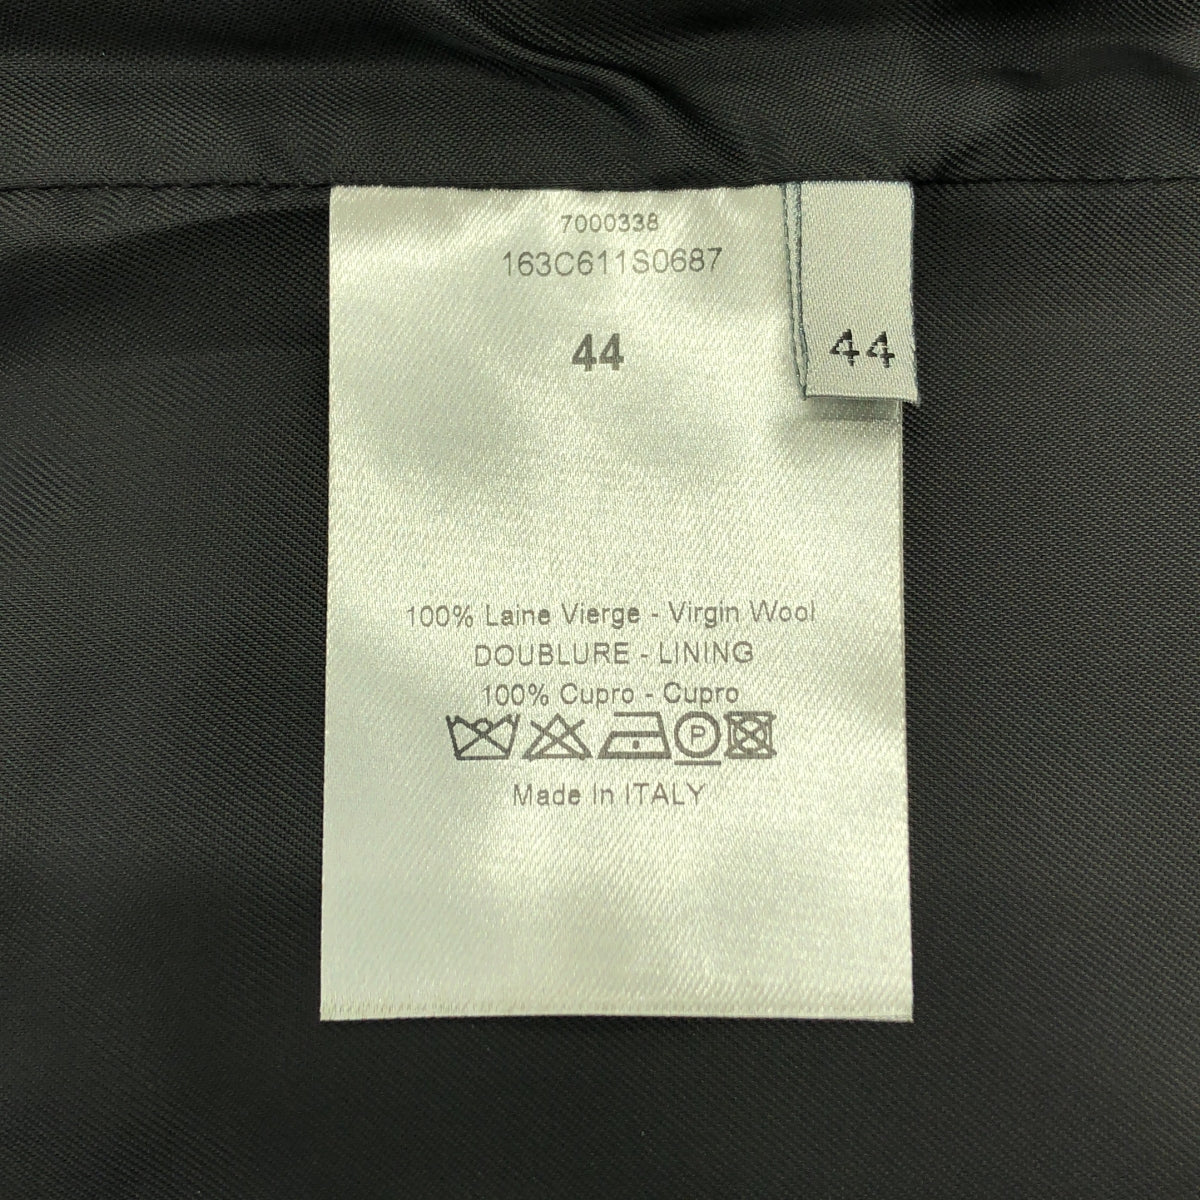 7000338
163C611S0687
44
44
100% Laine Vierge - Virgin Wool
DOUBLURE - LINING
100% Cupro - Cupro
P
Made In ITALY